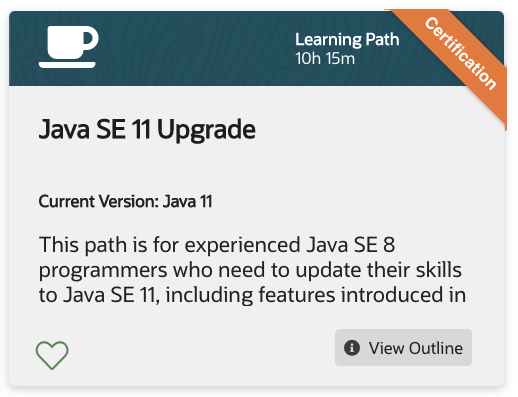 Learning Path
10h 15m
Certification
Java SE 11 Upgrade
Current Version: Java 11
This path is for experienced Java SE 8
programmers who need to update their skills
to Java SE 11, including features introduced in
View Outline